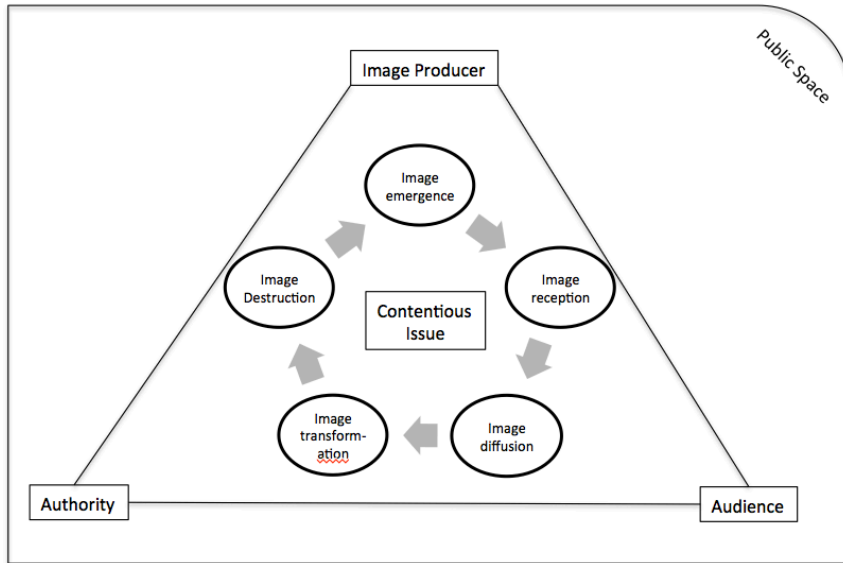 Public Space
Image Producer
Image
emergence
Image
Destruction
Image
reception
Contentious
Issue
Image
transform-
ation
Image
diffusion
Authority
Audience